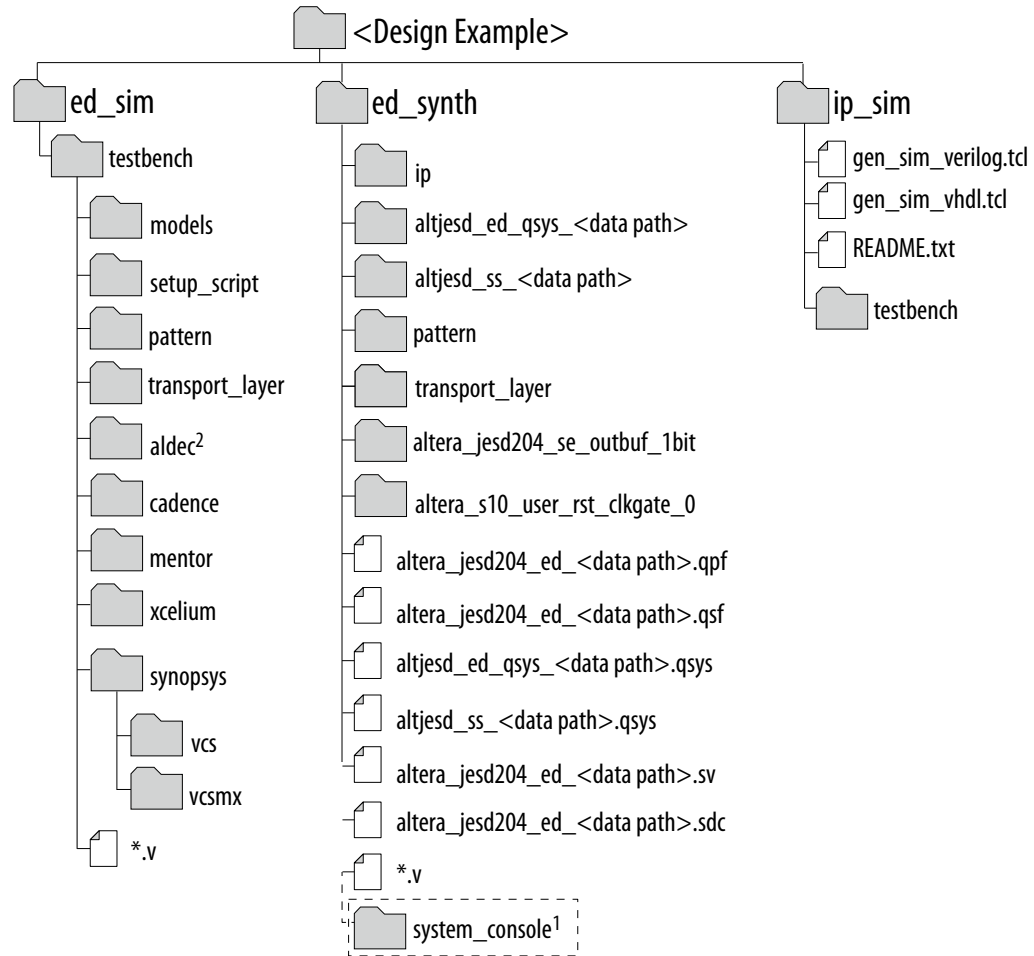 <Design Example>
ed_sim
testbench
models
setup_script
pattern
transport_layer
aldec2
cadence
mentor
xcelium
synopsys
vcs
vcsmx
*.v
ed_synth
ip
altjesd_ed_qsys_<data path>
altjesd_ss_<data path>
pattern
transport_layer
altera_jesd204_se_outbuf_1bit
altera_s10_user_rst_clkgate_0
altera_jesd204_ed_<data path>.qpf
altera_jesd204_ed_<data path>.qsf
altjesd_ed_qsys_<data path>.qsys
altjesd_ss_<data path>.qsys
altera_jesd204_ed_<data path>.sv
altera_jesd204_ed_<data path>.sdc
*.v
system_console1
ip_sim
gen_sim_verilog.tcl
gen_sim_vhdl.tcl
README.txt
testbench